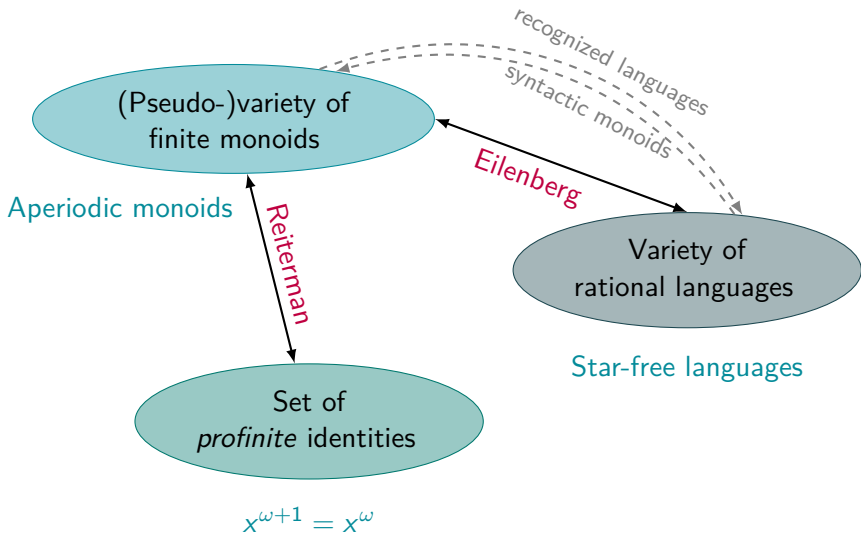 recognized languages
syntactic monoids
(Pseudo-)variety of
finite monoids
Eilenberg
Aperiodic monoids
Reiterman
Variety of
rational languages
Star-free languages
Set of
profinite identities
x^{ω+1} = x^ω